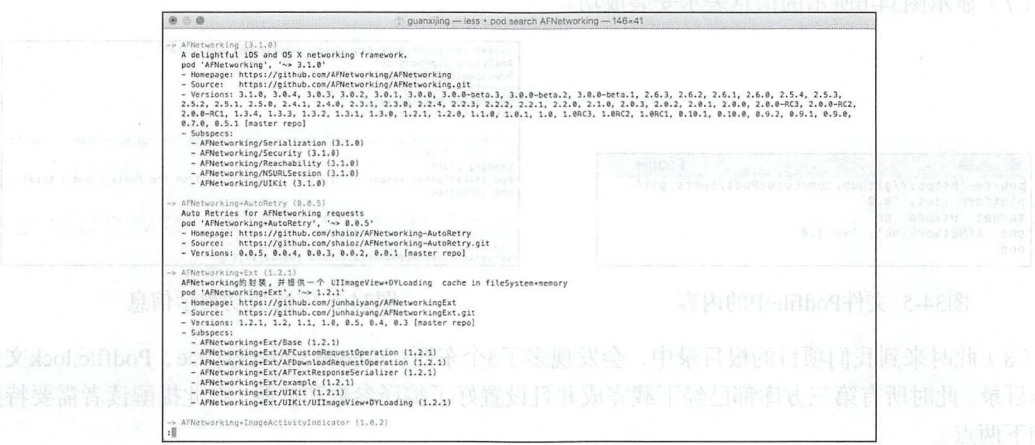 guanxijing — less • pod search AFNetworking — 146×41
-> AFNetworking (3.1.0)
A delightful iOS and OS X networking framework.
pod 'AFNetworking', '~> 3.1.0'
- Homepage: https://github.com/AFNetworking/AFNetworking
- Source: https://github.com/AFNetworking/AFNetworking.git
- Versions: 3.1.0, 3.0.4, 3.0.3, 3.0.2, 3.0.1, 3.0.0, 3.0.0-beta.3, 3.0.0-beta.2, 3.0.0-beta.1, 2.6.3, 2.6.2, 2.6.1, 2.6.0, 2.5.4, 2.5.3,
2.5.2, 2.5.1, 2.5.0, 2.4.1, 2.4.0, 2.3.1, 2.3.0, 2.2.4, 2.2.3, 2.2.2, 2.2.1, 2.2.0, 2.1.0, 2.0.3, 2.0.2, 2.0.1, 2.0.0, 2.0.0-RC3, 2.0.0-RC2,
2.0.0-RC1, 1.3.4, 1.3.3, 1.3.2, 1.3.1, 1.3.0, 1.2.1, 1.2.0, 1.1.0, 1.0.1, 1.0, 1.0RC3, 1.0RC2, 1.0RC1, 0.10.1, 0.10.0, 0.9.2, 0.9.1, 0.9.0,
0.7.0, 0.5.1 [master repo]
- Subspecs:
- AFNetworking/Serialization (3.1.0)
- AFNetworking/Security (3.1.0)
- AFNetworking/Reachability (3.1.0)
- AFNetworking/NSURLSession (3.1.0)
- AFNetworking/UIKit (3.1.0)
-> AFNetworking+AutoRetry (0.0.5)
Auto Retries for AFNetworking requests
pod 'AFNetworking+AutoRetry', '~> 0.0.5'
- Homepage: https://github.com/shaioz/AFNetworking-AutoRetry
- Source: https://github.com/shaioz/AFNetworking-AutoRetry.git
- Versions: 0.0.5, 0.0.4, 0.0.3, 0.0.2, 0.0.1 [master repo]
-> AFNetworking+Ext (1.2.1)
AFNetworking的封装, 并提供一个 UIImageView+DYLoading cache in fileSystem+memory
pod 'AFNetworking+Ext', '~> 1.2.1'
- Homepage: https://github.com/junhaiyang/AFNetworkingExt
- Source: https://github.com/junhaiyang/AFNetworkingExt.git
- Versions: 1.2.1, 1.2, 1.1, 1.0, 0.5, 0.4, 0.3 [master repo]
- Subspecs:
- AFNetworking+Ext/Base (1.2.1)
- AFNetworking+Ext/AFCustomRequestOperation (1.2.1)
- AFNetworking+Ext/AFDownloadRequestOperation (1.2.1)
- AFNetworking+Ext/AFTextResponseSerializer (1.2.1)
- AFNetworking+Ext/example (1.2.1)
- AFNetworking+Ext/UIKit (1.2.1)
- AFNetworking+Ext/UIKit/UIImageView+DYLoading (1.2.1)
-> AFNetworking+ImageActivityIndicator (1.0.2)
: